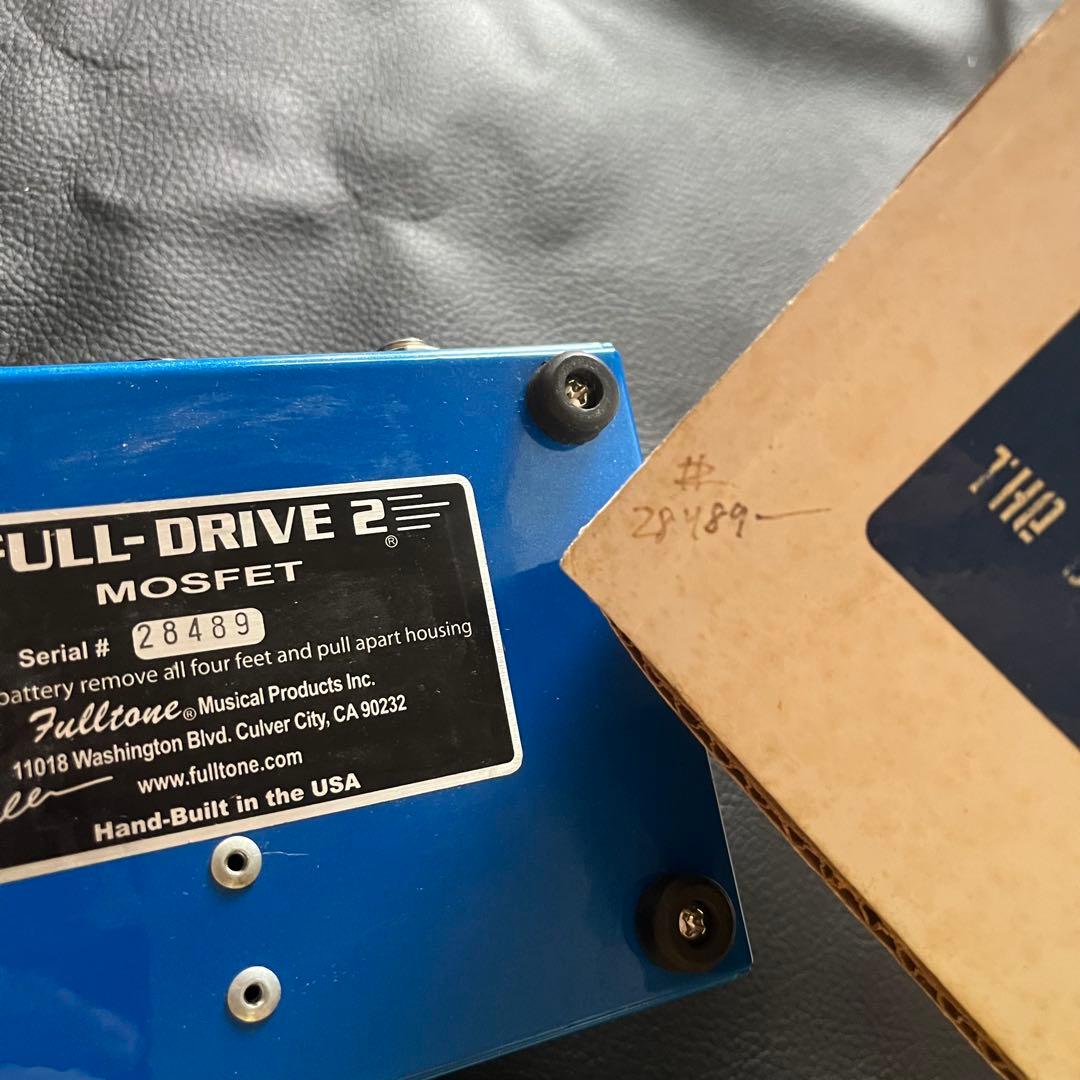 FULL-DRIVE 2®
MOSFET
Serial # 28489
battery remove all four feet and pull apart housing
Fulltone® Musical Products Inc.
11018 Washington Blvd. Culver City, CA 90232
www.fulltone.com
Hand-Built in the USA
#
28489
THe